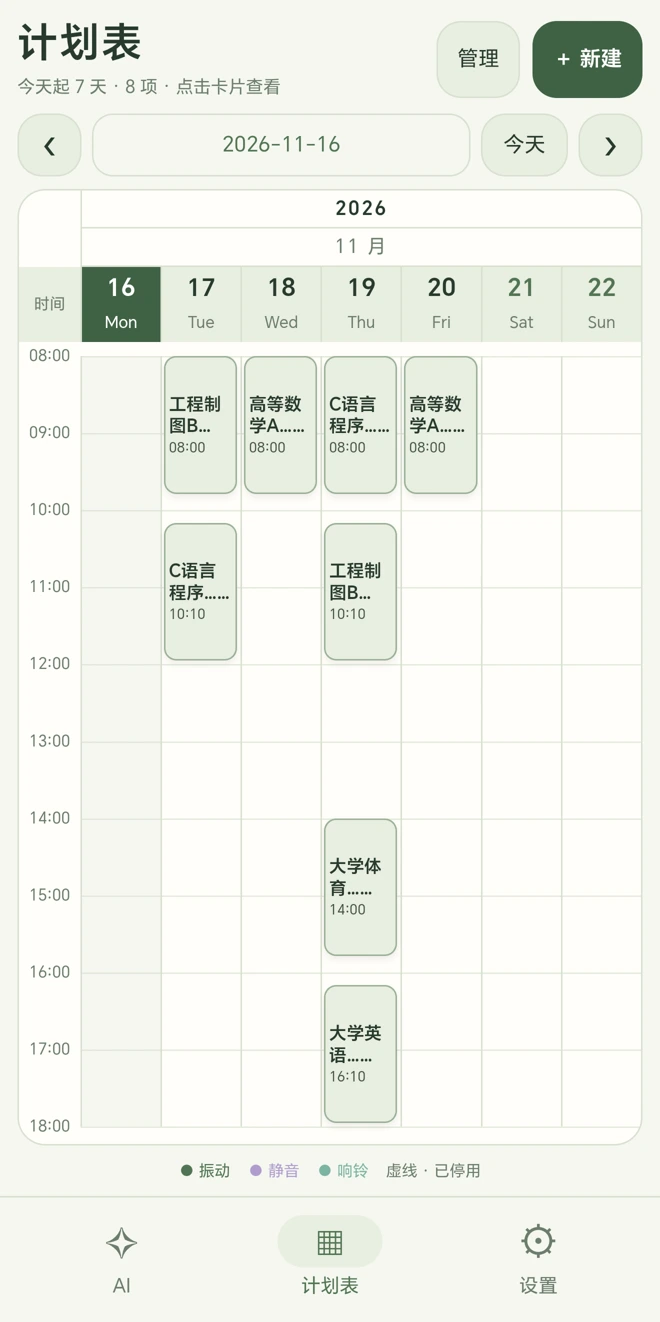 计划表
今天起 7 天 · 8 项 · 点击卡片查看
管理
+ 新建
‹
2026-11-16
今天
›
2026
11 月
时间
16
Mon
17
Tue
18
Wed
19
Thu
20
Fri
21
Sat
22
Sun
08:00
09:00
10:00
11:00
12:00
13:00
14:00
15:00
16:00
17:00
18:00
工程制
图B...
08:00
高等数
学A......
08:00
C语言
程序......
08:00
高等数
学A......
08:00
C语言
程序......
10:10
工程制
图B...
10:10
大学体
育......
14:00
大学英
语......
16:10
振动
静音
响铃
虚线 · 已停用
AI
计划表
设置